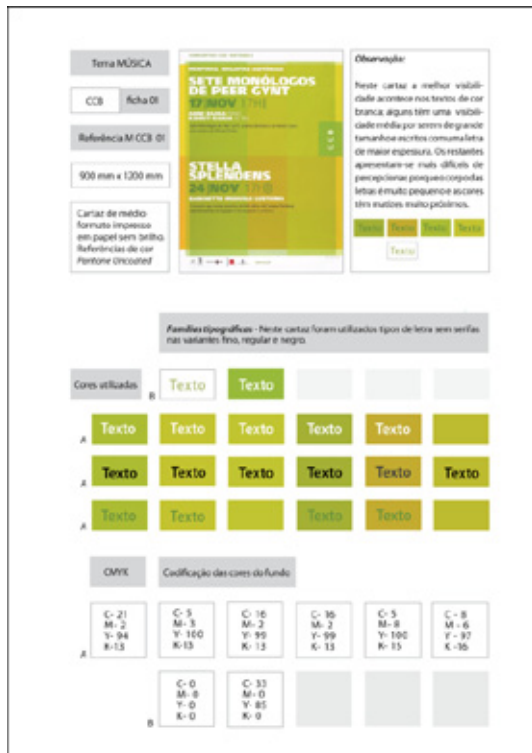 Tema MÚSICA
CCB
ficha 01
Referência M CCB 01
900 mm x 1200 mm
Cartaz de médio
formato impresso
em papel sem brilho.
Referências de cor
Pantone Uncoated
SETE MONÓLOGOS
DE PEER GYNT
17 NOV 17H
CCB
STELLA
SPLENDENS
24 NOV 17H
Observação:
Neste cartaz a melhor visibili-
dade acontece nos textos de cor
branca; alguns têm uma visibili-
dade média por serem de grande
tamanho e escritos com uma letra
de maior espessura. Os restantes
apresentam-se mais difíceis de
percepcionar porque o corpo das
letras é muito pequeno e as cores
têm matizes muito próximos.
Texto Texto Texto Texto
Texto
Famílias tipográficas - Neste cartaz foram utilizados tipos de letra sem serifas
nas variantes fino, regular e negro.
Cores utilizadas
B Texto Texto
A Texto Texto Texto Texto Texto
A Texto Texto Texto Texto Texto Texto
A Texto Texto Texto Texto
CMYK
Codificação das cores do fundo
C- 21 C- 5 C- 16 C- 16 C- 5 C- 8
M- 2 M- 3 M- 2 M- 2 M- 8 M- 6
Y- 94 Y- 100 Y- 99 Y- 99 Y- 100 Y- 97
A K-13 K-13 K- 13 K- 13 K- 15 K -16
C- 0 C- 33
M- 0 M- 0
Y- 0 Y- 85
B K- 0 K- 0